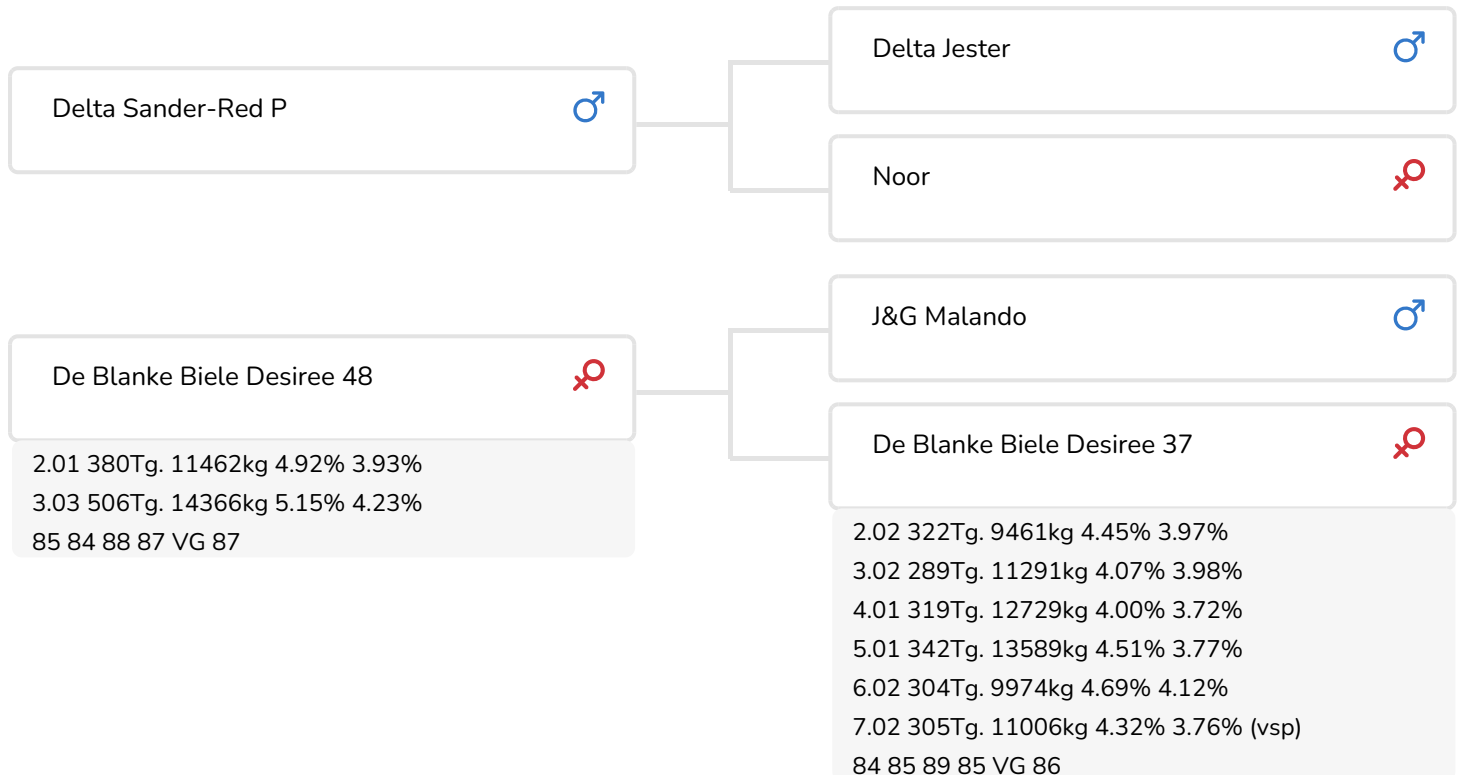 Delta Sander-Red P
De Blanke Biele Desiree 48
2.01 380Tg. 11462kg 4.92% 3.93%
3.03 506Tg. 14366kg 5.15% 4.23%
85 84 88 87 VG 87
Delta Jester
Noor
J&G Malando
De Blanke Biele Desiree 37
2.02 322Tg. 9461kg 4.45% 3.97%
3.02 289Tg. 11291kg 4.07% 3.98%
4.01 319Tg. 12729kg 4.00% 3.72%
5.01 342Tg. 13589kg 4.51% 3.77%
6.02 304Tg. 9974kg 4.69% 4.12%
7.02 305Tg. 11006kg 4.32% 3.76% (vsp)
84 85 89 85 VG 86